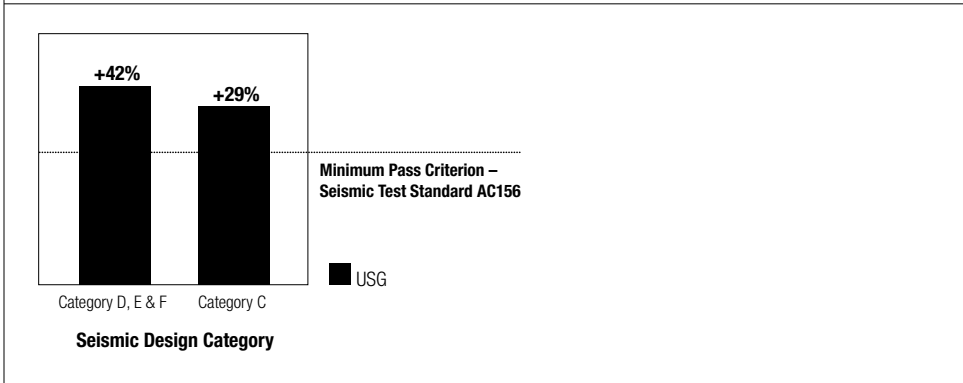 +42%
+29%
Minimum Pass Criterion –
Seismic Test Standard AC156
USG
Category D, E & F
Category C
Seismic Design Category